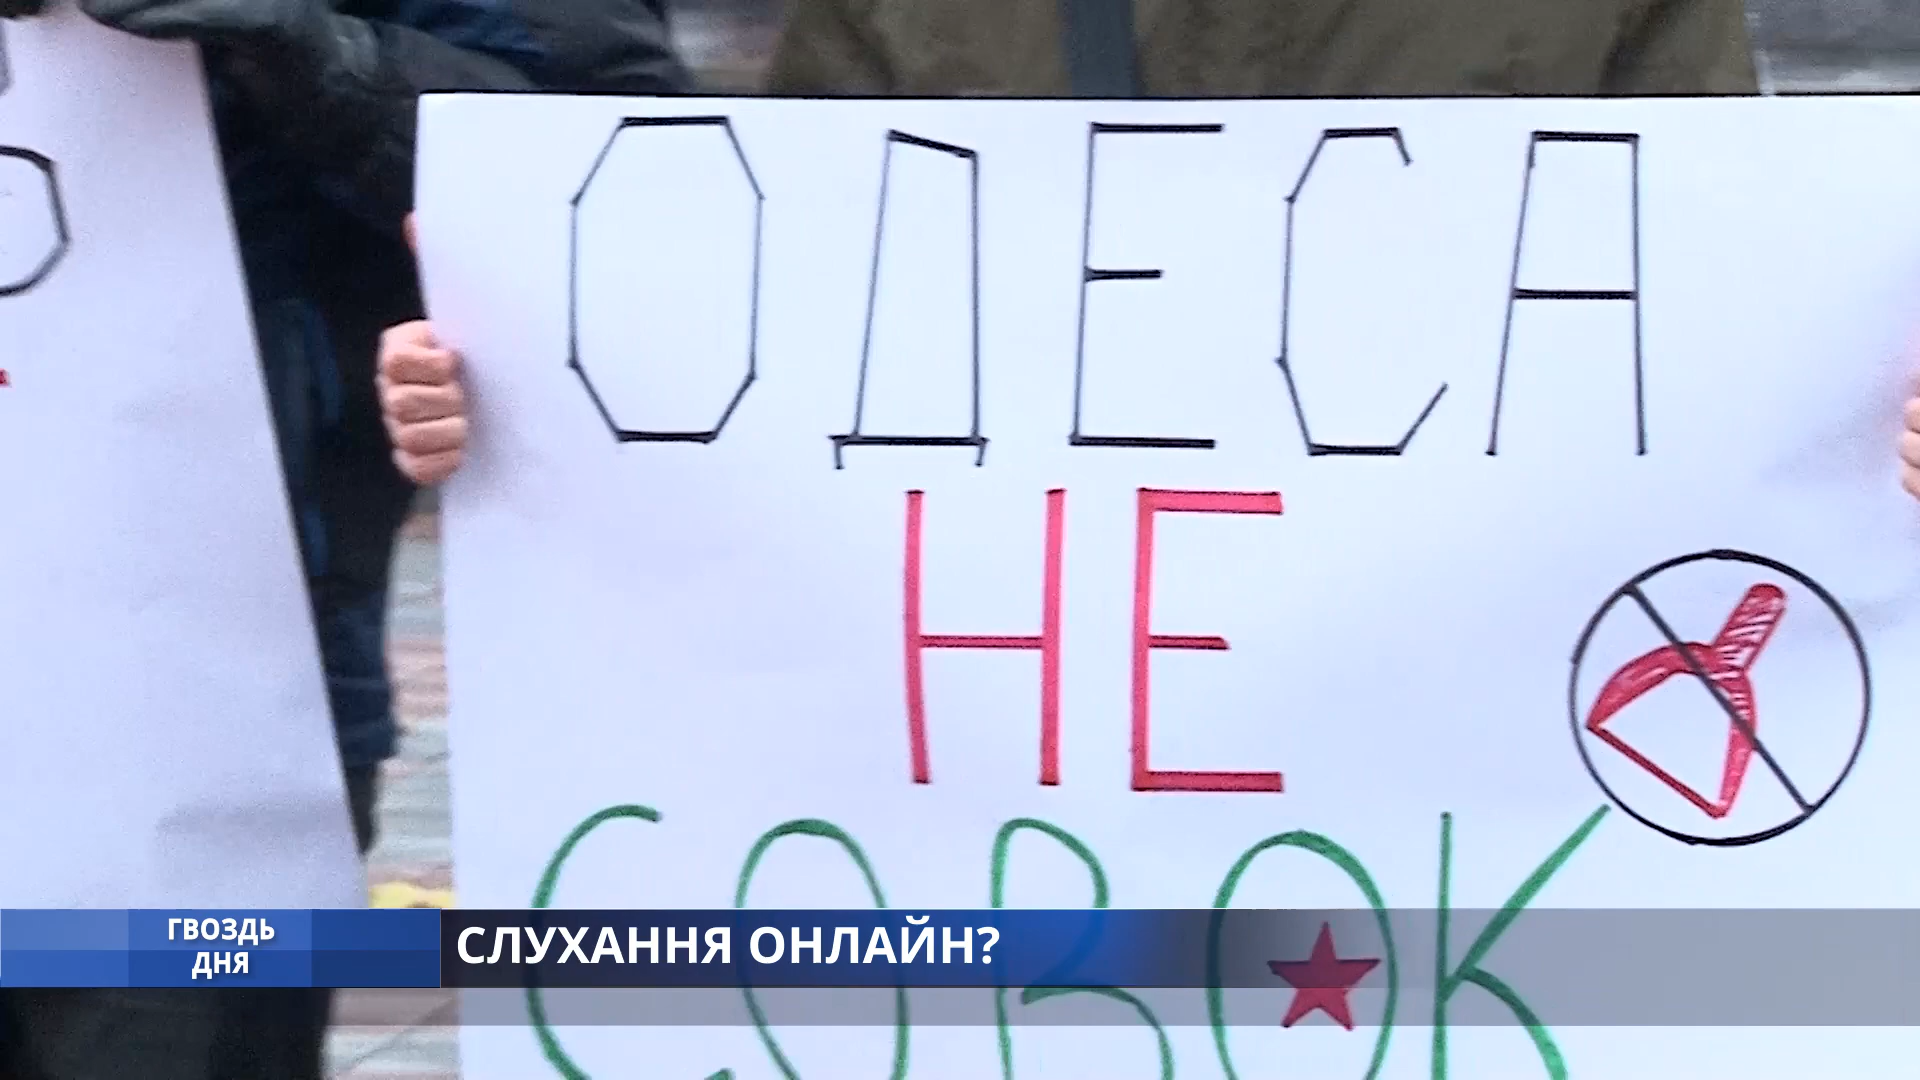 ОДЕСА
НЕ
СОВОК
ГВОЗДЬ
ДНЯ
СЛУХАННЯ ОНЛАЙН?